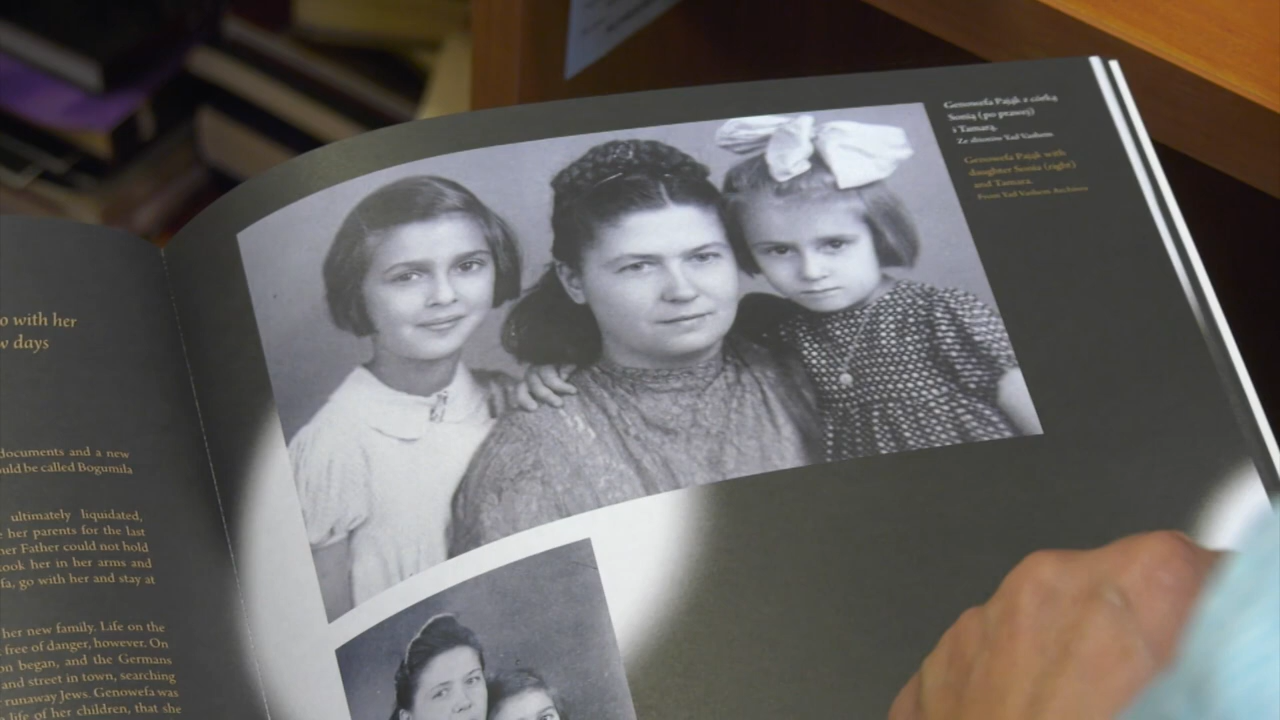 o with her
w days
documents and a new
ould be called Bogumiła
ultimately liquidated,
e her parents for the last
her Father could not hold
took her in her arms and
fa, go with her and stay at
her new family. Life on the
free of danger, however. On
on began, and the Germans
and street in town, searching
runaway Jews. Genowefa was
life of her children, that she
Genowefa Pająk z córką
Sonią (po prawej)
i Tamarą.
Ze zbiorów Yad Vashem
Genowefa Pająk with
daughter Sonia (right)
and Tamara.
From Yad Vashem Archives